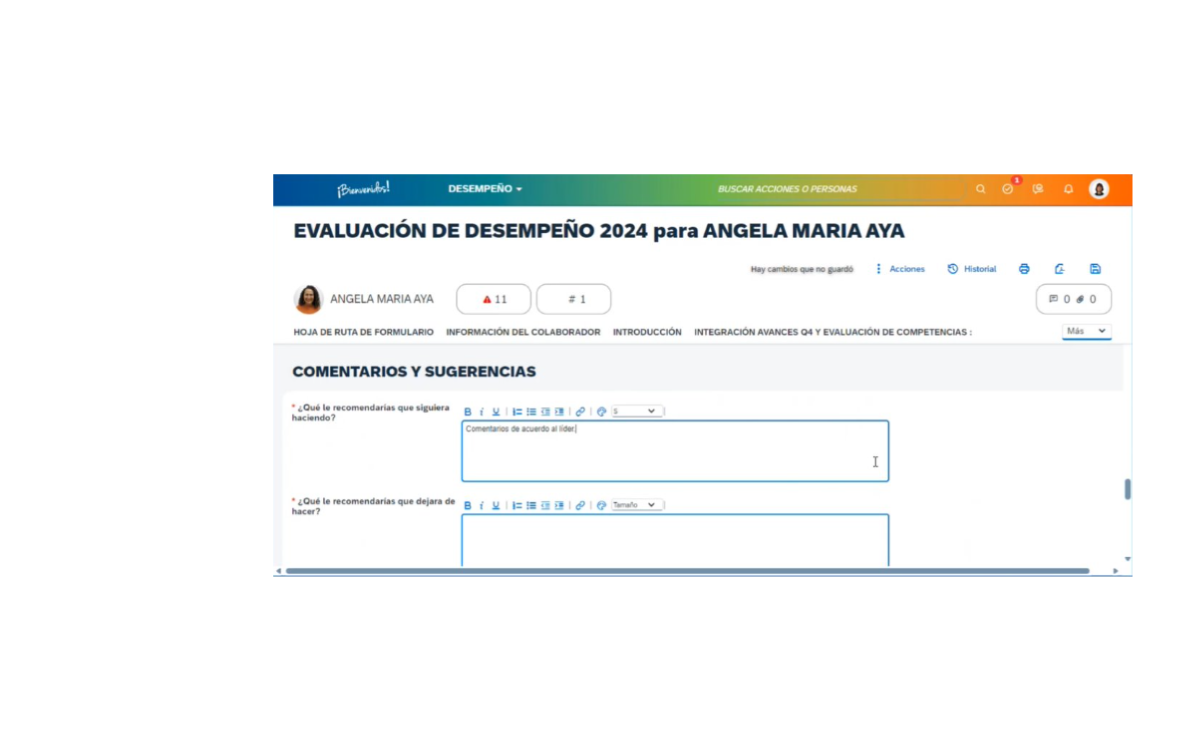 ¡Bienvenidos!
DESEMPEÑO
BUSCAR ACCIONES O PERSONAS
3
EVALUACIÓN DE DESEMPEÑO 2024 para ANGELA MARIA AYA
Hay cambios que no guardó
Acciones
Historial
ANGELA MARIA AYA
11
# 1
0
0
HOJA DE RUTA DE FORMULARIO
INFORMACIÓN DEL COLABORADOR
INTRODUCCIÓN
INTEGRACIÓN AVANCES Q4 Y EVALUACIÓN DE COMPETENCIAS :
Más
COMENTARIOS Y SUGERENCIAS
* ¿Qué le recomendarías que siguiera
haciendo?
B i U
S
Comentarios de acuerdo al líder
* ¿Qué le recomendarías que dejara de
hacer?
B i U
Tamaño